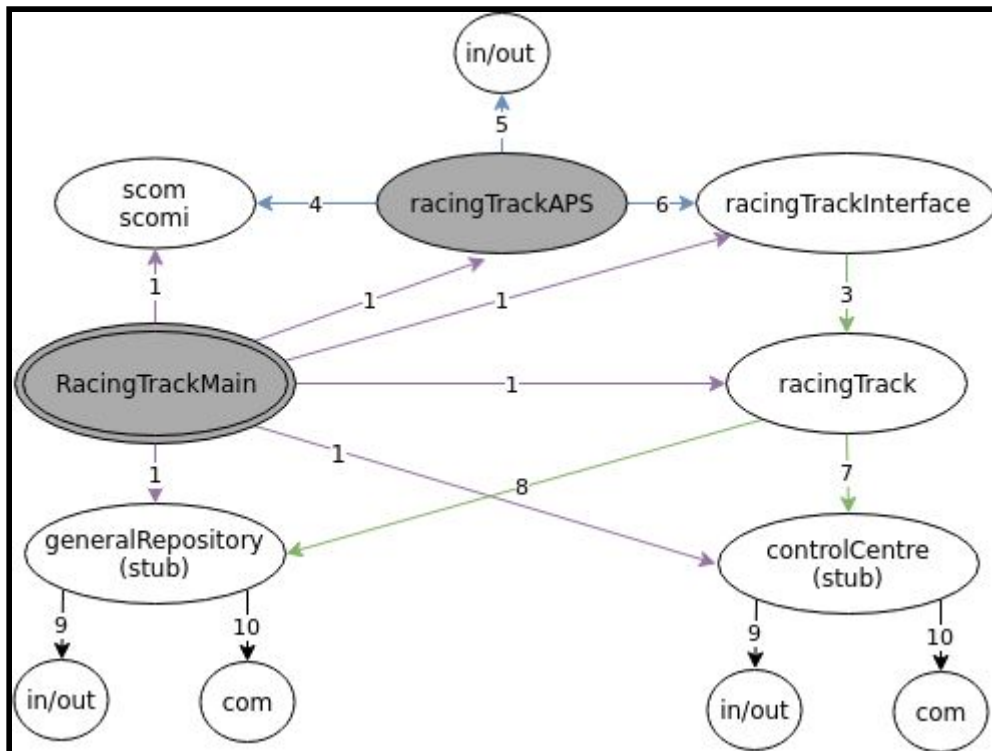 in/out
5
scom
scomi
4
racingTrackAPS
6
racingTrackInterface
1
1
1
3
RacingTrackMain
1
racingTrack
1
1
8
7
generalRepository
(stub)
controlCentre
(stub)
9
10
9
10
in/out
com
in/out
com